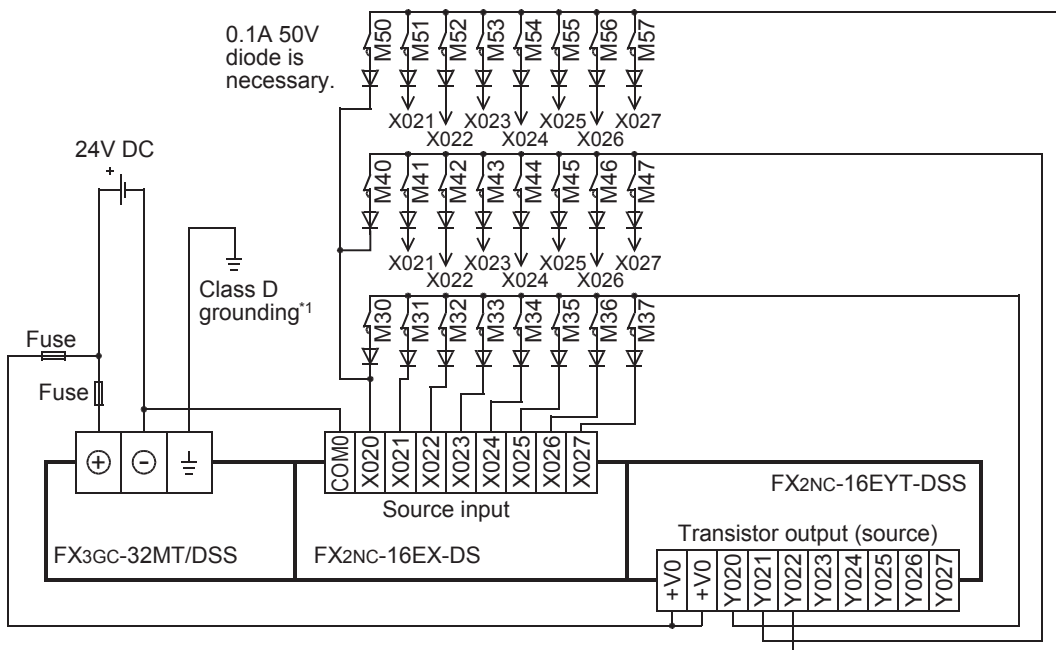 0.1A 50V
diode is
necessary.
M50 M51 M52 M53 M54 M55 M56 M57
X021 X023 X025 X027
X022 X024 X026
24V DC
+
M40 M41 M42 M43 M44 M45 M46 M47
X021 X023 X025 X027
X022 X024 X026
Class D
grounding*1
M30 M31 M32 M33 M34 M35 M36 M37
Fuse
Fuse
+ -
COM0 X020 X021 X022 X023 X024 X025 X026 X027
Source input
FX2NC-16EYT-DSS
Transistor output (source)
FX3GC-32MT/DSS
FX2NC-16EX-DS
+V0 +V0 Y020 Y021 Y022 Y023 Y024 Y025 Y026 Y027